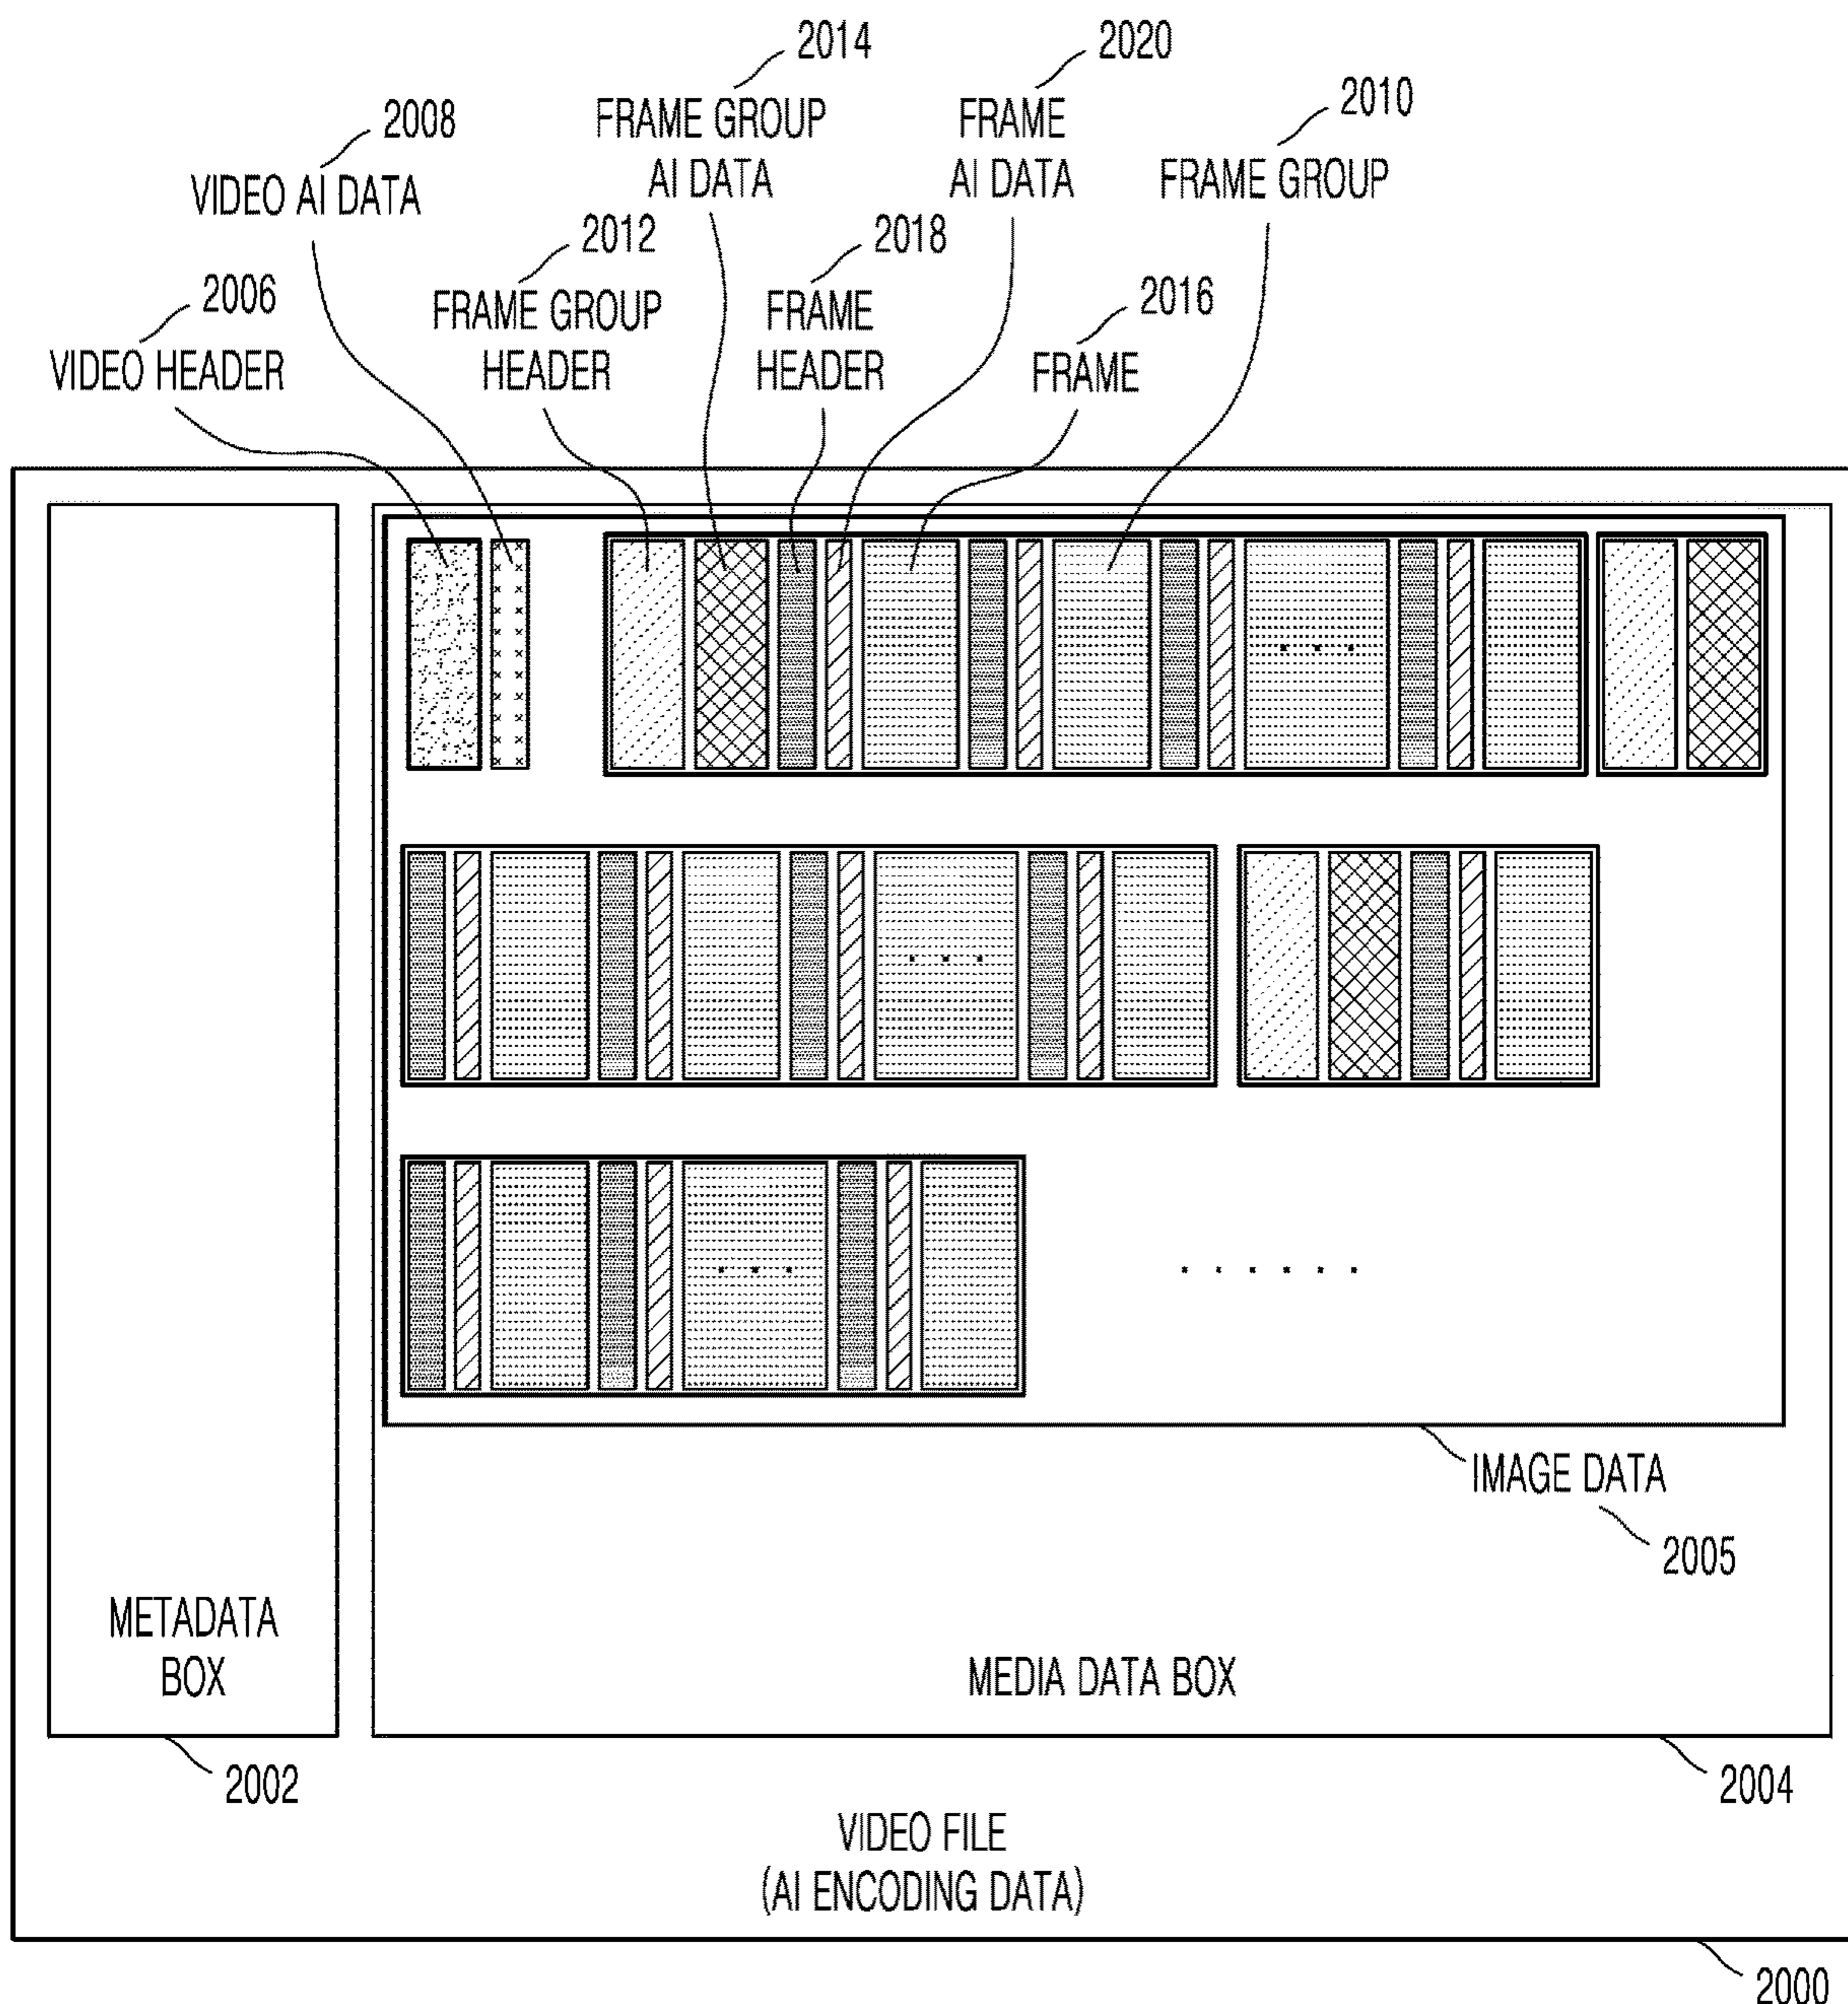 2014
2020
2008
FRAME GROUP
AI DATA
FRAME
AI DATA
2010
FRAME GROUP
VIDEO AI DATA
2012
2018
2006
FRAME GROUP
HEADER
FRAME
HEADER
2016
FRAME
VIDEO HEADER
IMAGE DATA
2005
METADATA
BOX
MEDIA DATA BOX
2002
2004
VIDEO FILE
(AI ENCODING DATA)
2000